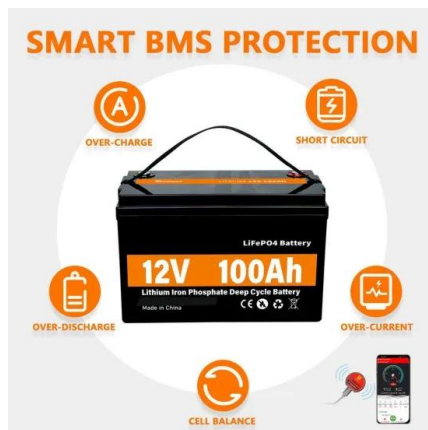 SMART BMS PROTECTION
OVER-CHARGE
SHORT CIRCUIT
LiFePO4 Battery
12V 100Ah
Lithium Iron Phosphate Deep Cycle Battery
Made in China
CE
OVER-DISCHARGE
OVER-CURRENT
CELL BALANCE